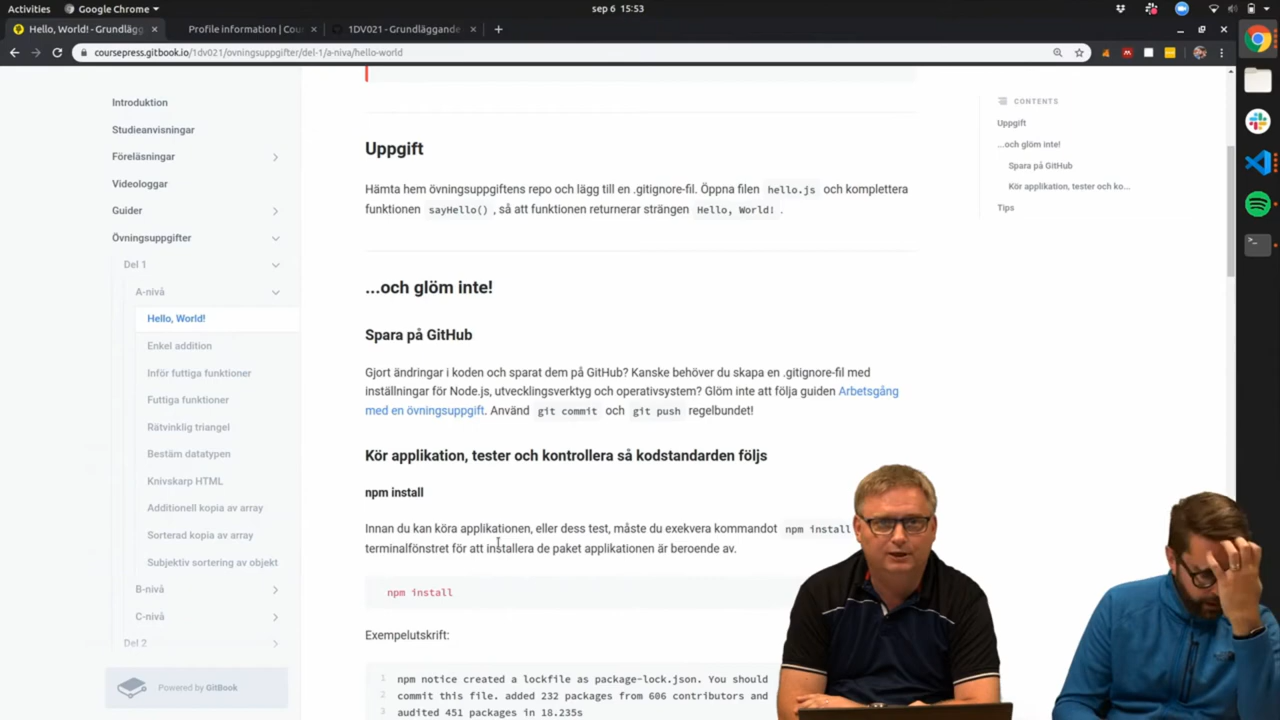 Activities
Google Chrome
sep 6 15:53
Hello, World! - Grundläg
Profile information | Cou
1DV021 - Grundläggande
coursepress.gitbook.io/1dv021/ovningsuppgifter/del-1/a-niva/hello-world
Introduktion
Studieanvisningar
Föreläsningar
Videologgar
Guider
Övningsuppgifter
Del 1
A-nivå
Hello, World!
Enkel addition
Inför futtiga funktioner
Futtiga funktioner
Rätvinklig triangel
Bestäm datatypen
Knivskarp HTML
Additionell kopia av array
Sorterad kopia av array
Subjektiv sortering av objekt
B-nivå
C-nivå
Del 2
Powered by GitBook
Uppgift
Hämta hem övningsuppgiftens repo och lägg till en .gitignore-fil. Öppna filen hello.js och komplettera
funktionen sayHello() , så att funktionen returnerar strängen Hello, World! .
...och glöm inte!
Spara på GitHub
Gjort ändringar i koden och sparat dem på GitHub? Kanske behöver du skapa en .gitignore-fil med
inställningar för Node.js, utvecklingsverktyg och operativsystem? Glöm inte att följa guiden Arbetsgång
med en övningsuppgift. Använd git commit och git push regelbundet!
Kör applikation, tester och kontrollera så kodstandarden följs
npm install
Innan du kan köra applikationen, eller dess test, måste du exekvera kommandot npm install
terminalfönstret för att installera de paket applikationen är beroende av.
npm install
Exempelutskrift:
1 npm notice created a lockfile as package-lock.json. You should
2 commit this file. added 232 packages from 606 contributors and
3 audited 451 packages in 18.235s
CONTENTS
Uppgift
...och glöm inte!
Spara på GitHub
Kör applikation, tester och ko...
Tips